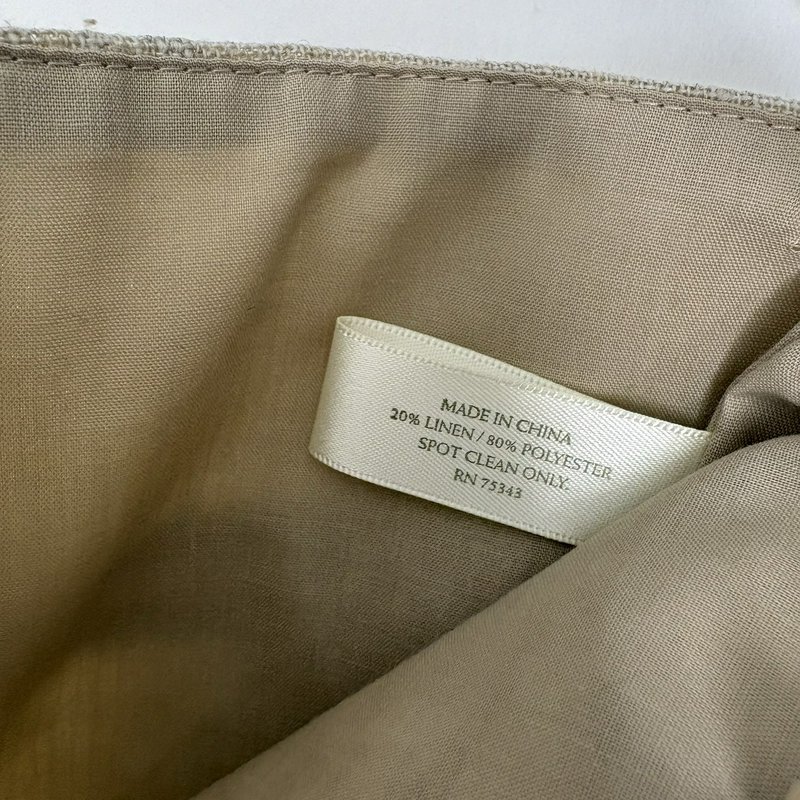 MADE IN CHINA
20% LINEN / 80% POLYESTER
SPOT CLEAN ONLY.
RN 75343